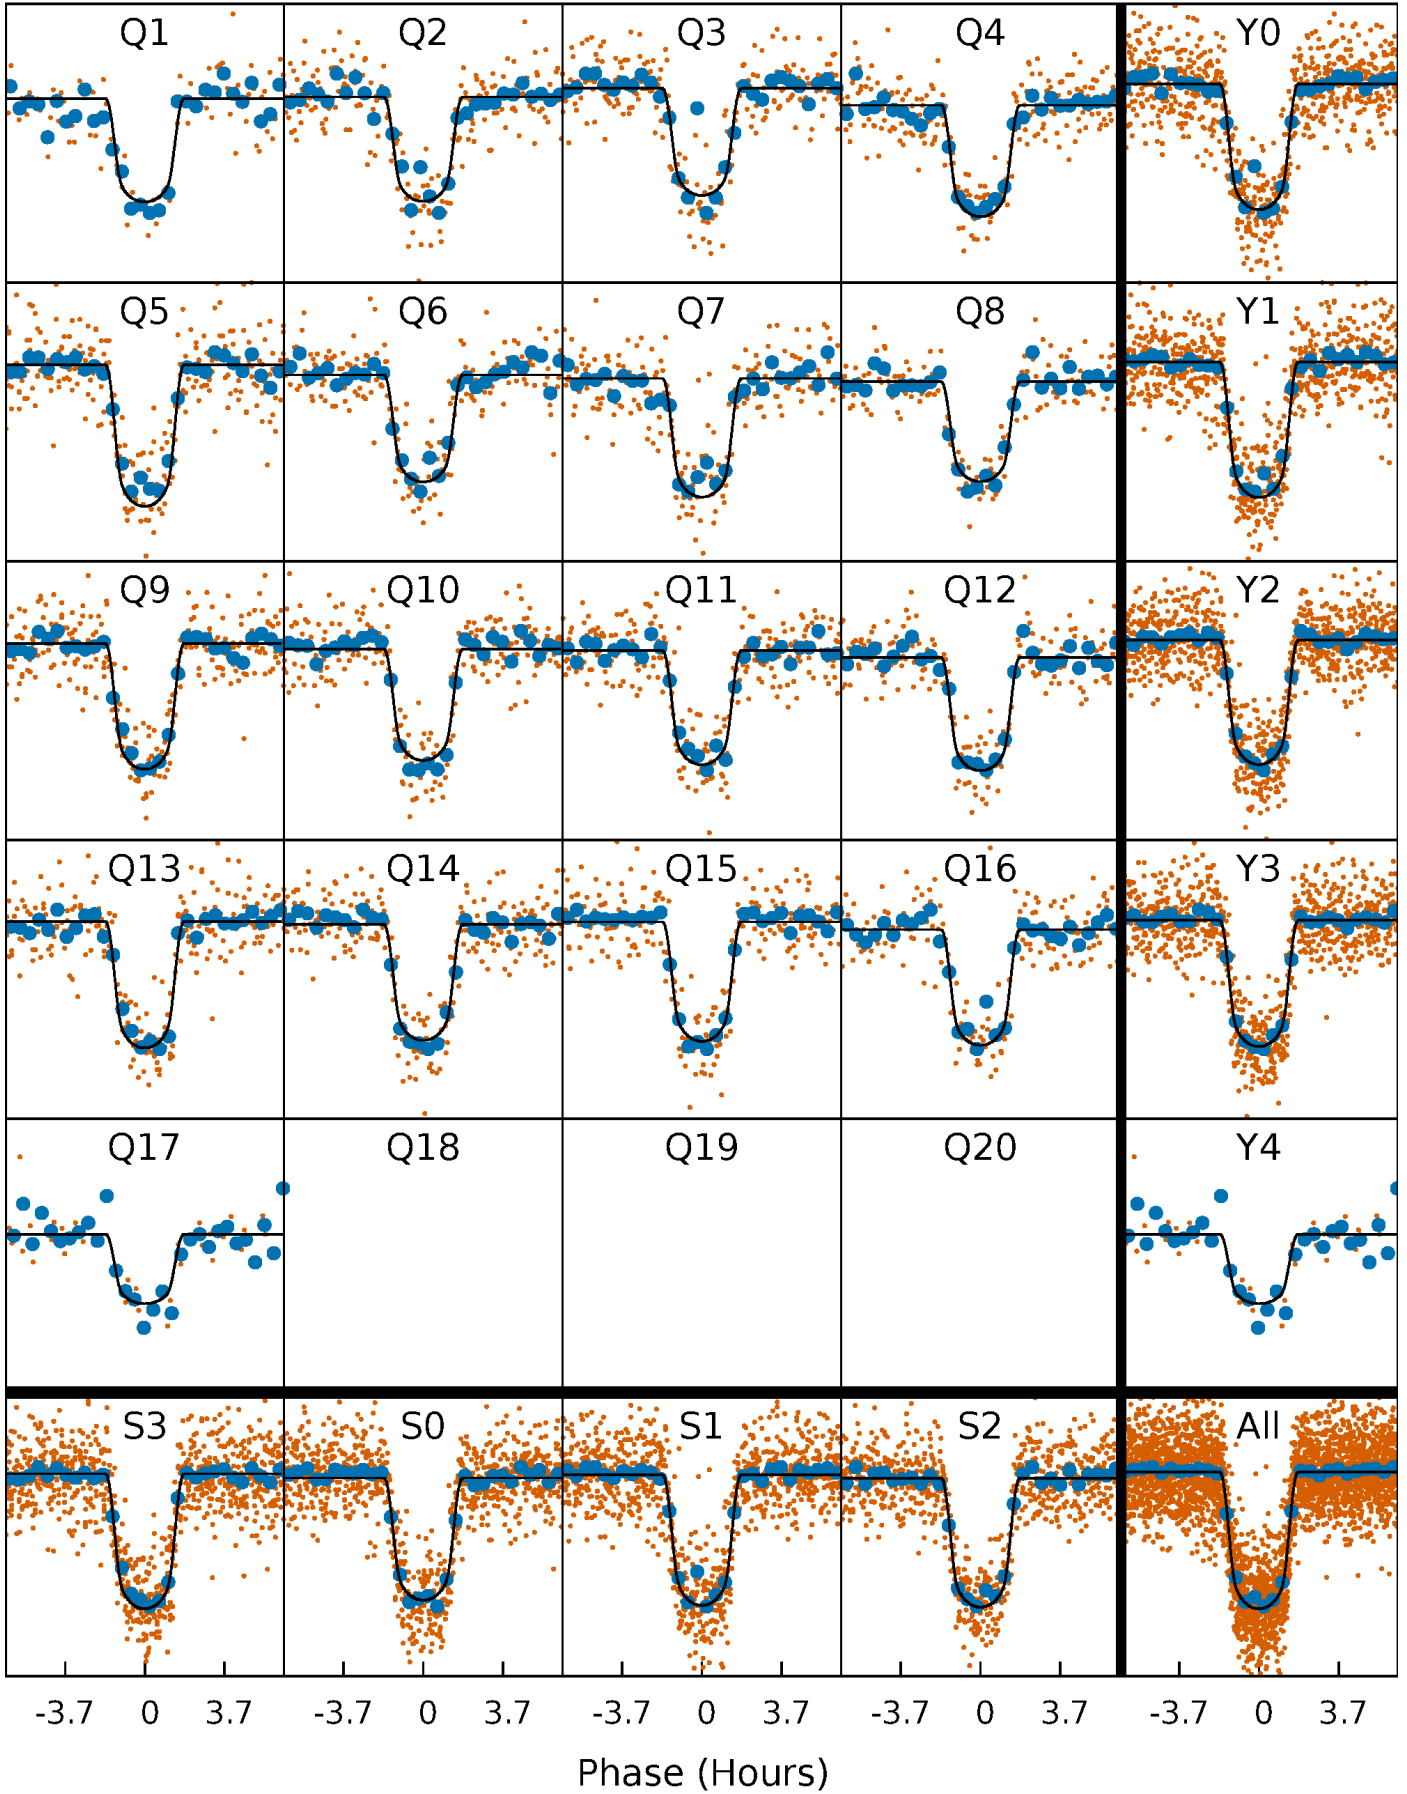 Q1 Q2 Q3 Q4 Y0
Q5 Q6 Q7 Q8 Y1
Q9 Q10 Q11 Q12 Y2
Q13 Q14 Q15 Q16 Y3
Q17 Q18 Q19 Q20 Y4
S3 S0 S1 S2 All
-3.7 0 3.7 -3.7 0 3.7 -3.7 0 3.7 -3.7 0 3.7 -3.7 0 3.7
Phase (Hours)